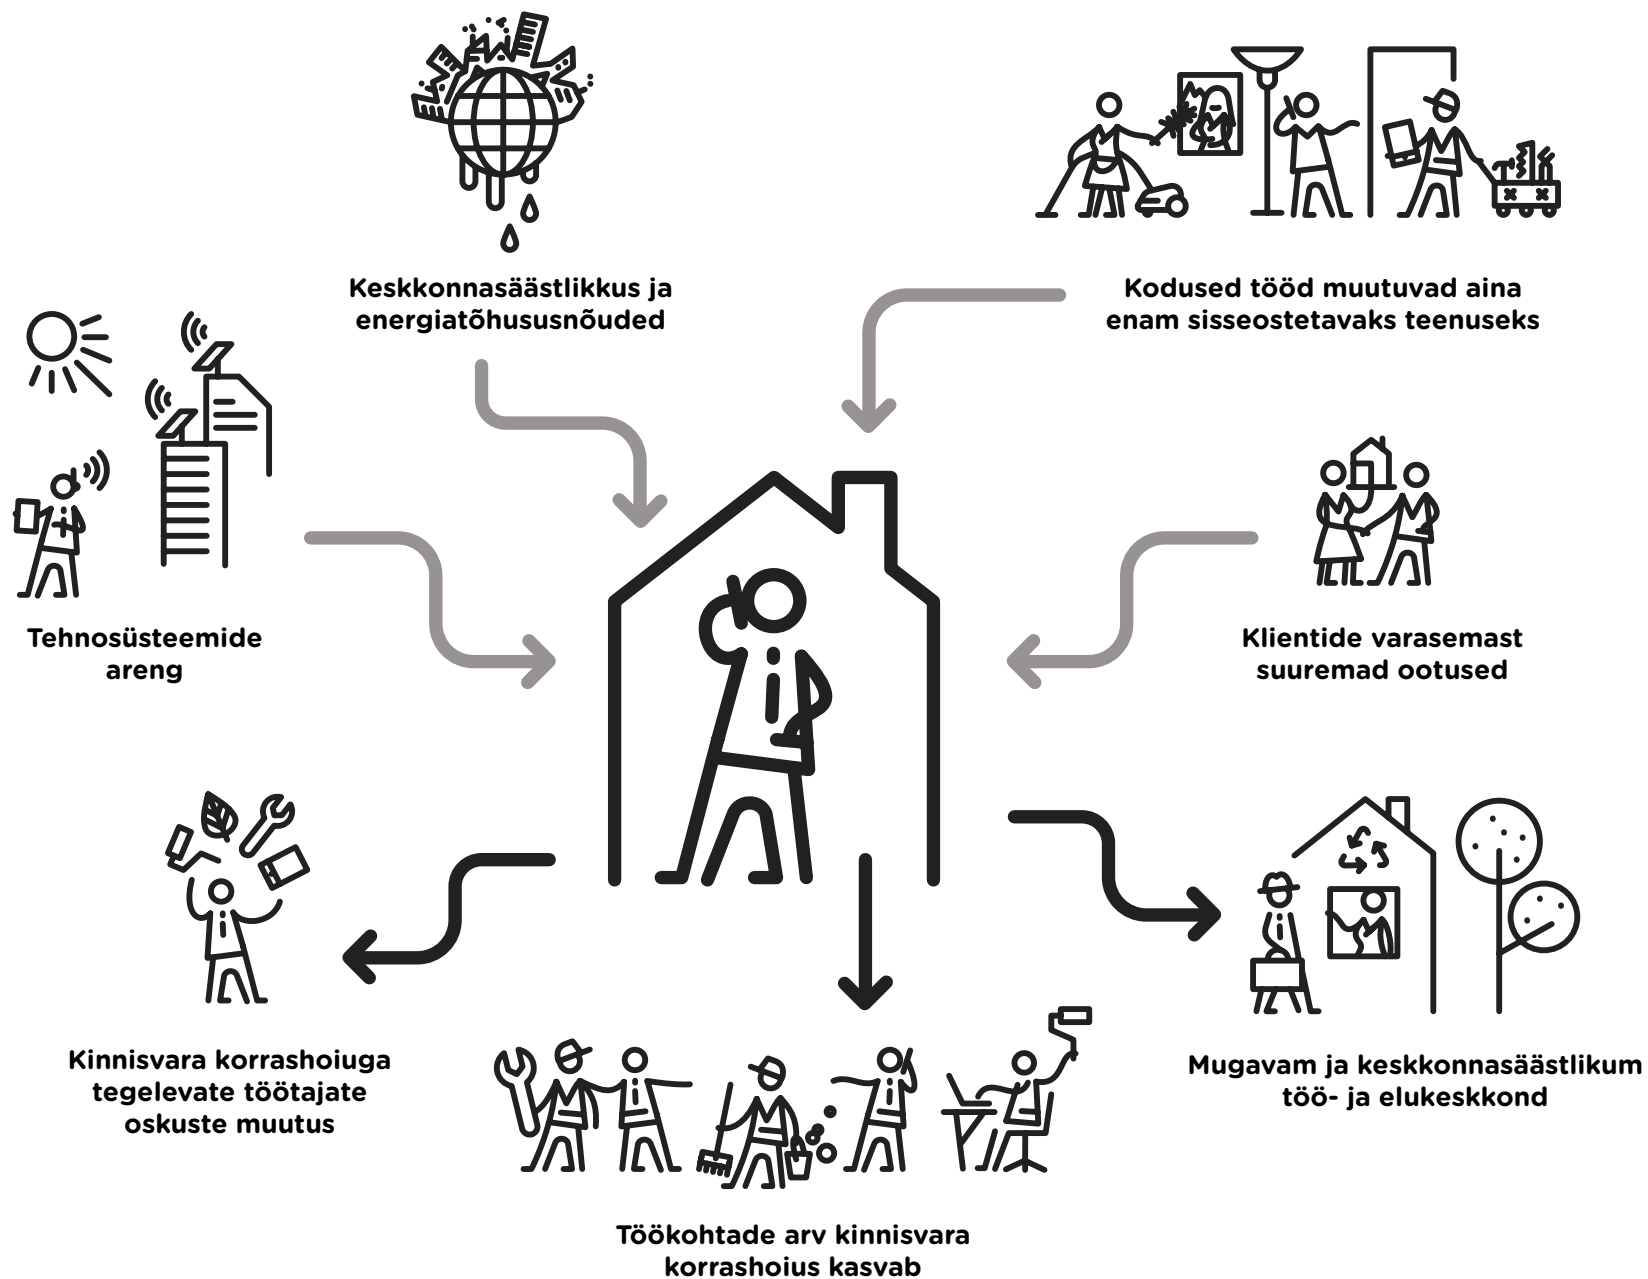 Keskkonnasäästlikkus ja
energiatõhususnõuded
Kodused tööd muutuvad aina
enam sisseostetavaks teenuseks
Tehnosüsteemide
areng
Klientide varasemast
suuremad ootused
Kinnisvara korrashoiuga
tegelevate töötajate
oskuste muutus
Mugavam ja keskkonnasäästlikum
töö- ja elukeskkond
Töökohtade arv kinnisvara
korrashoius kasvab